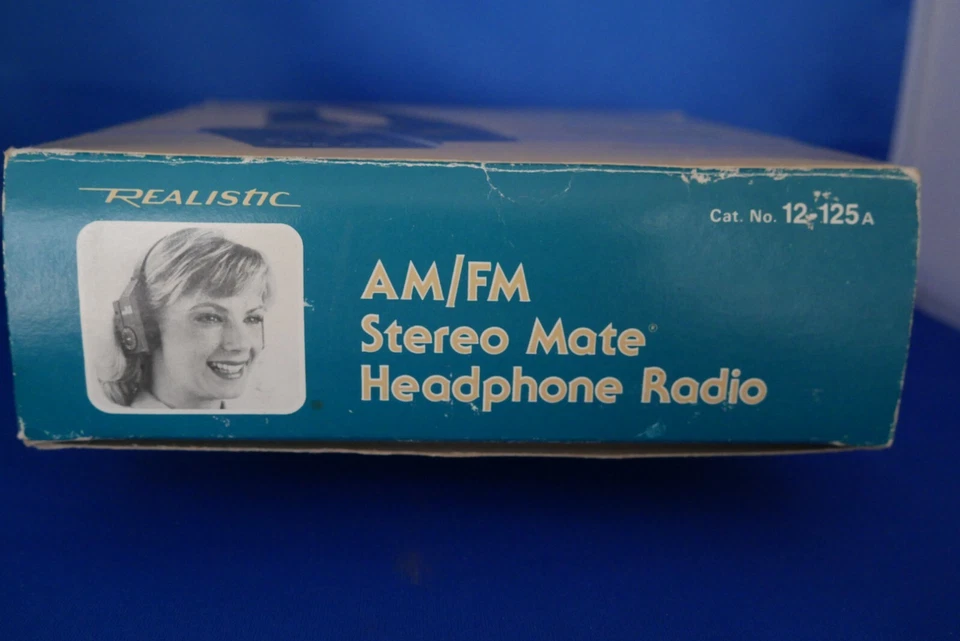 REALISTIC
Cat. No. 12-125A
AM/FM
Stereo Mate®
Headphone Radio